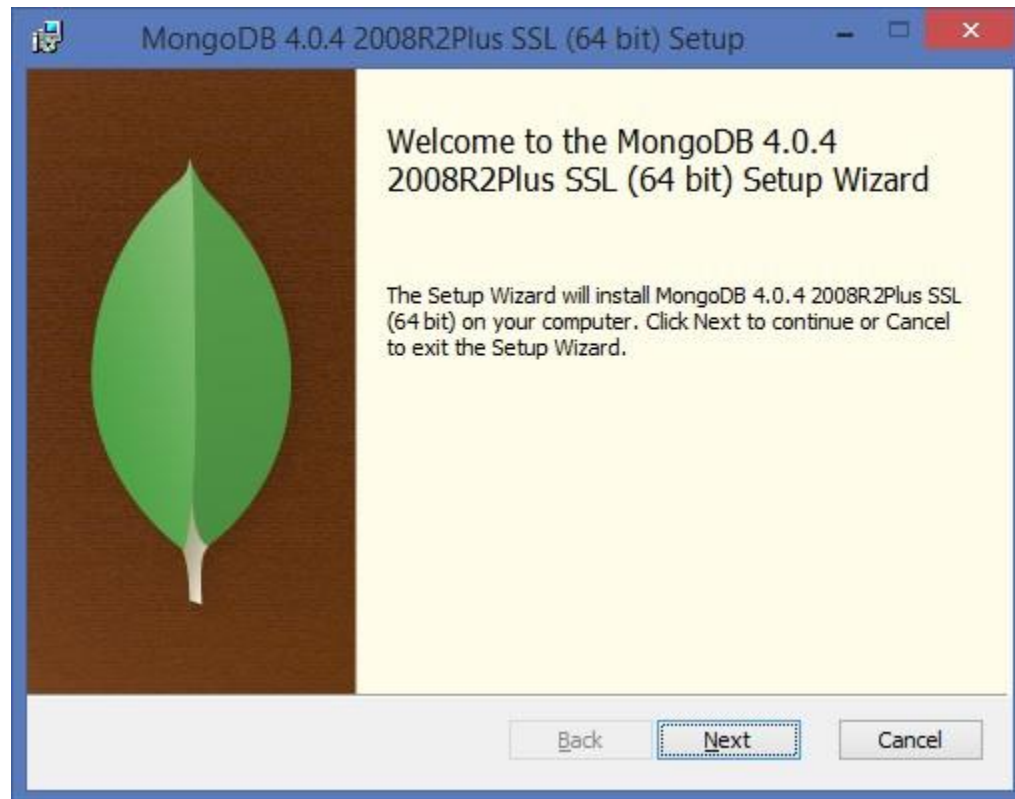 MongoDB 4.0.4 2008R2Plus SSL (64 bit) Setup
Welcome to the MongoDB 4.0.4
2008R2Plus SSL (64 bit) Setup Wizard
The Setup Wizard will install MongoDB 4.0.4 2008R2Plus SSL
(64 bit) on your computer. Click Next to continue or Cancel
to exit the Setup Wizard.
Back Next Cancel